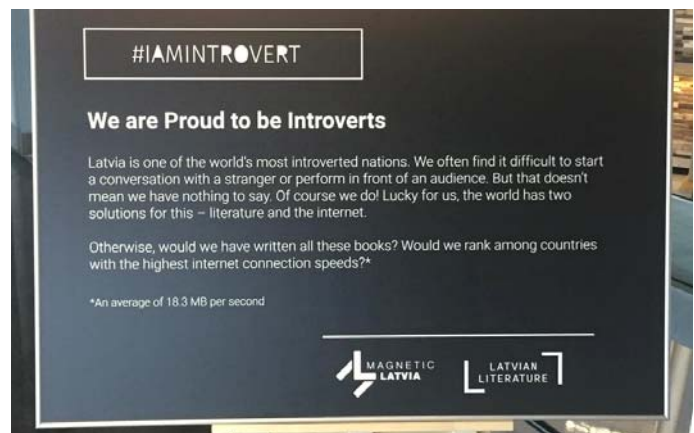 #IAMINTROVERT
We are Proud to be Introverts
Latvia is one of the world's most introverted nations. We often find it difficult to start
a conversation with a stranger or perform in front of an audience. But that doesn't
mean we have nothing to say. Of course we do! Lucky for us, the world has two
solutions for this – literature and the internet.
Otherwise, would we have written all these books? Would we rank among countries
with the highest internet connection speeds?*
*An average of 18.3 MB per second
MAGNETIC
LATVIA
LATVIAN
LITERATURE